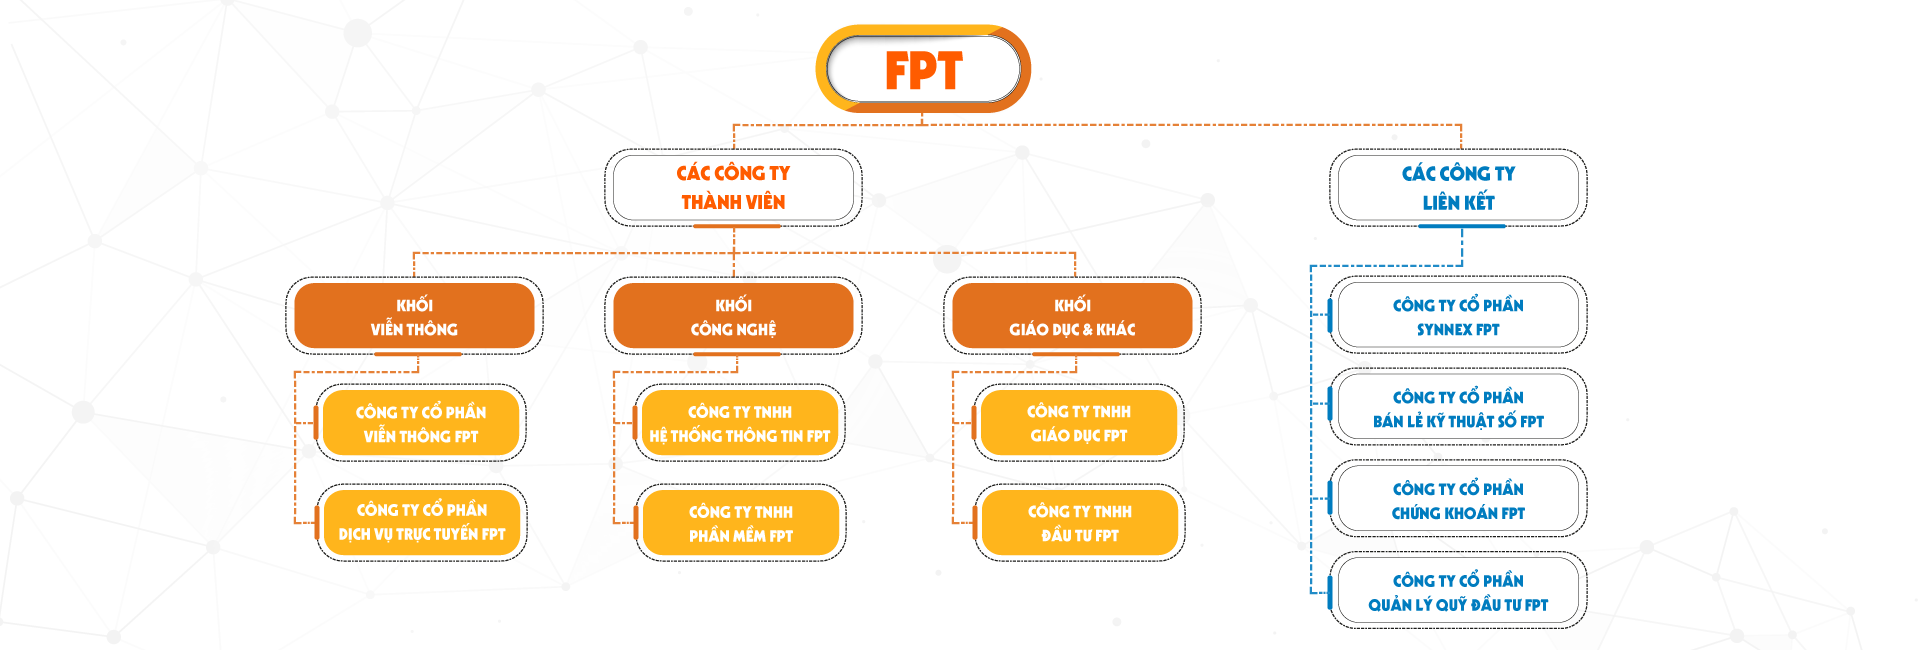 FPT
CÁC CÔNG TY
THÀNH VIÊN
CÁC CÔNG TY
LIÊN KẾT
KHỐI
VIỄN THÔNG
CÔNG TY CỔ PHẦN
VIỄN THÔNG FPT
CÔNG TY CỔ PHẦN
DỊCH VỤ TRỰC TUYẾN FPT
KHỐI
CÔNG NGHỆ
CÔNG TY TNHH
HỆ THỐNG THÔNG TIN FPT
CÔNG TY TNHH
PHẦN MỀM FPT
KHỐI
GIÁO DỤC & KHÁC
CÔNG TY TNHH
GIÁO DỤC FPT
CÔNG TY TNHH
ĐẦU TƯ FPT
CÔNG TY CỔ PHẦN
SYNNEX FPT
CÔNG TY CỔ PHẦN
BÁN LẺ KỸ THUẬT SỐ FPT
CÔNG TY CỔ PHẦN
CHỨNG KHOÁN FPT
CÔNG TY CỔ PHẦN
QUẢN LÝ QUỸ ĐẦU TƯ FPT